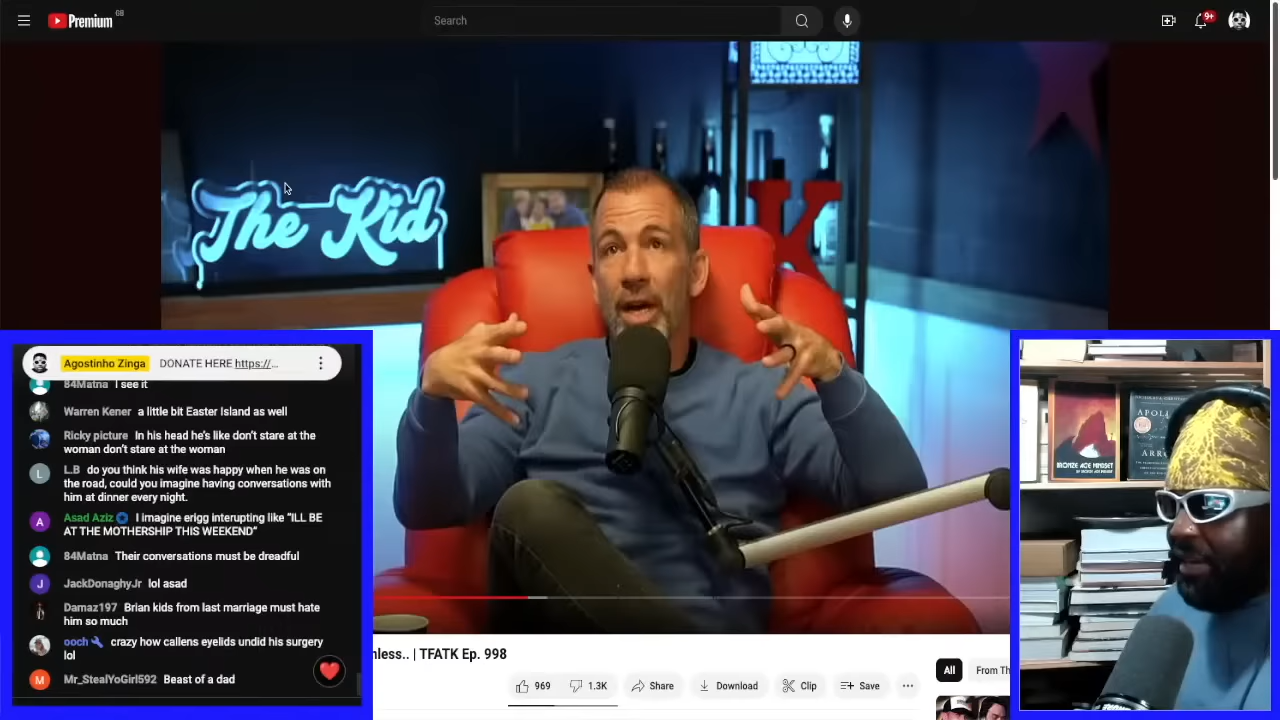 Premium GB
Search
9+
The Kid
K
Agostinho Zinga DONATE HERE https://...
84Matna I see it
Warren Kener a little bit Easter Island as well
Ricky picture In his head he's like don't stare at the
woman don't stare at the woman
L
L.B do you think his wife was happy when he was on
the road, could you imagine having conversations with
him at dinner every night.
A
Asad Aziz I imagine erigg interupting like “ILL BE
AT THE MOTHERSHIP THIS WEEKEND”
84Matna Their conversations must be dreadful
J
JackDonaghyJr lol asad
Damaz197 Brian kids from last marriage must hate
him so much
ooch crazy how callens eyelids undid his surgery
lol
M
Mr_StealYoGirl592 Beast of a dad
BRONZE AGE MINDSET
nless.. | TFATK Ep. 998
969
1.3K
Share
Download
Clip
Save
All
From Th